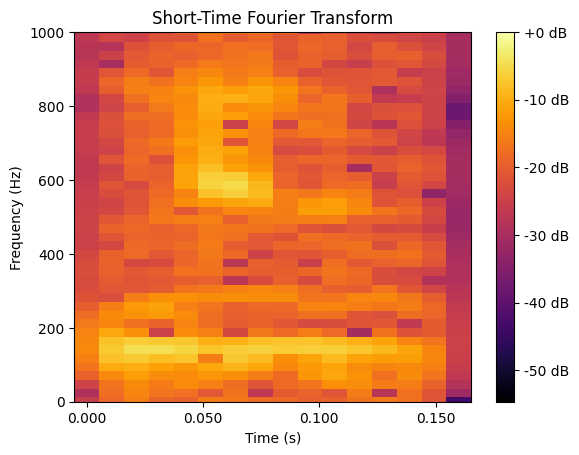 Short-Time Fourier Transform
1000
800
600
400
200
0
Frequency (Hz)
0.000
0.050
0.100
0.150
Time (s)
+0 dB
-10 dB
-20 dB
-30 dB
-40 dB
-50 dB